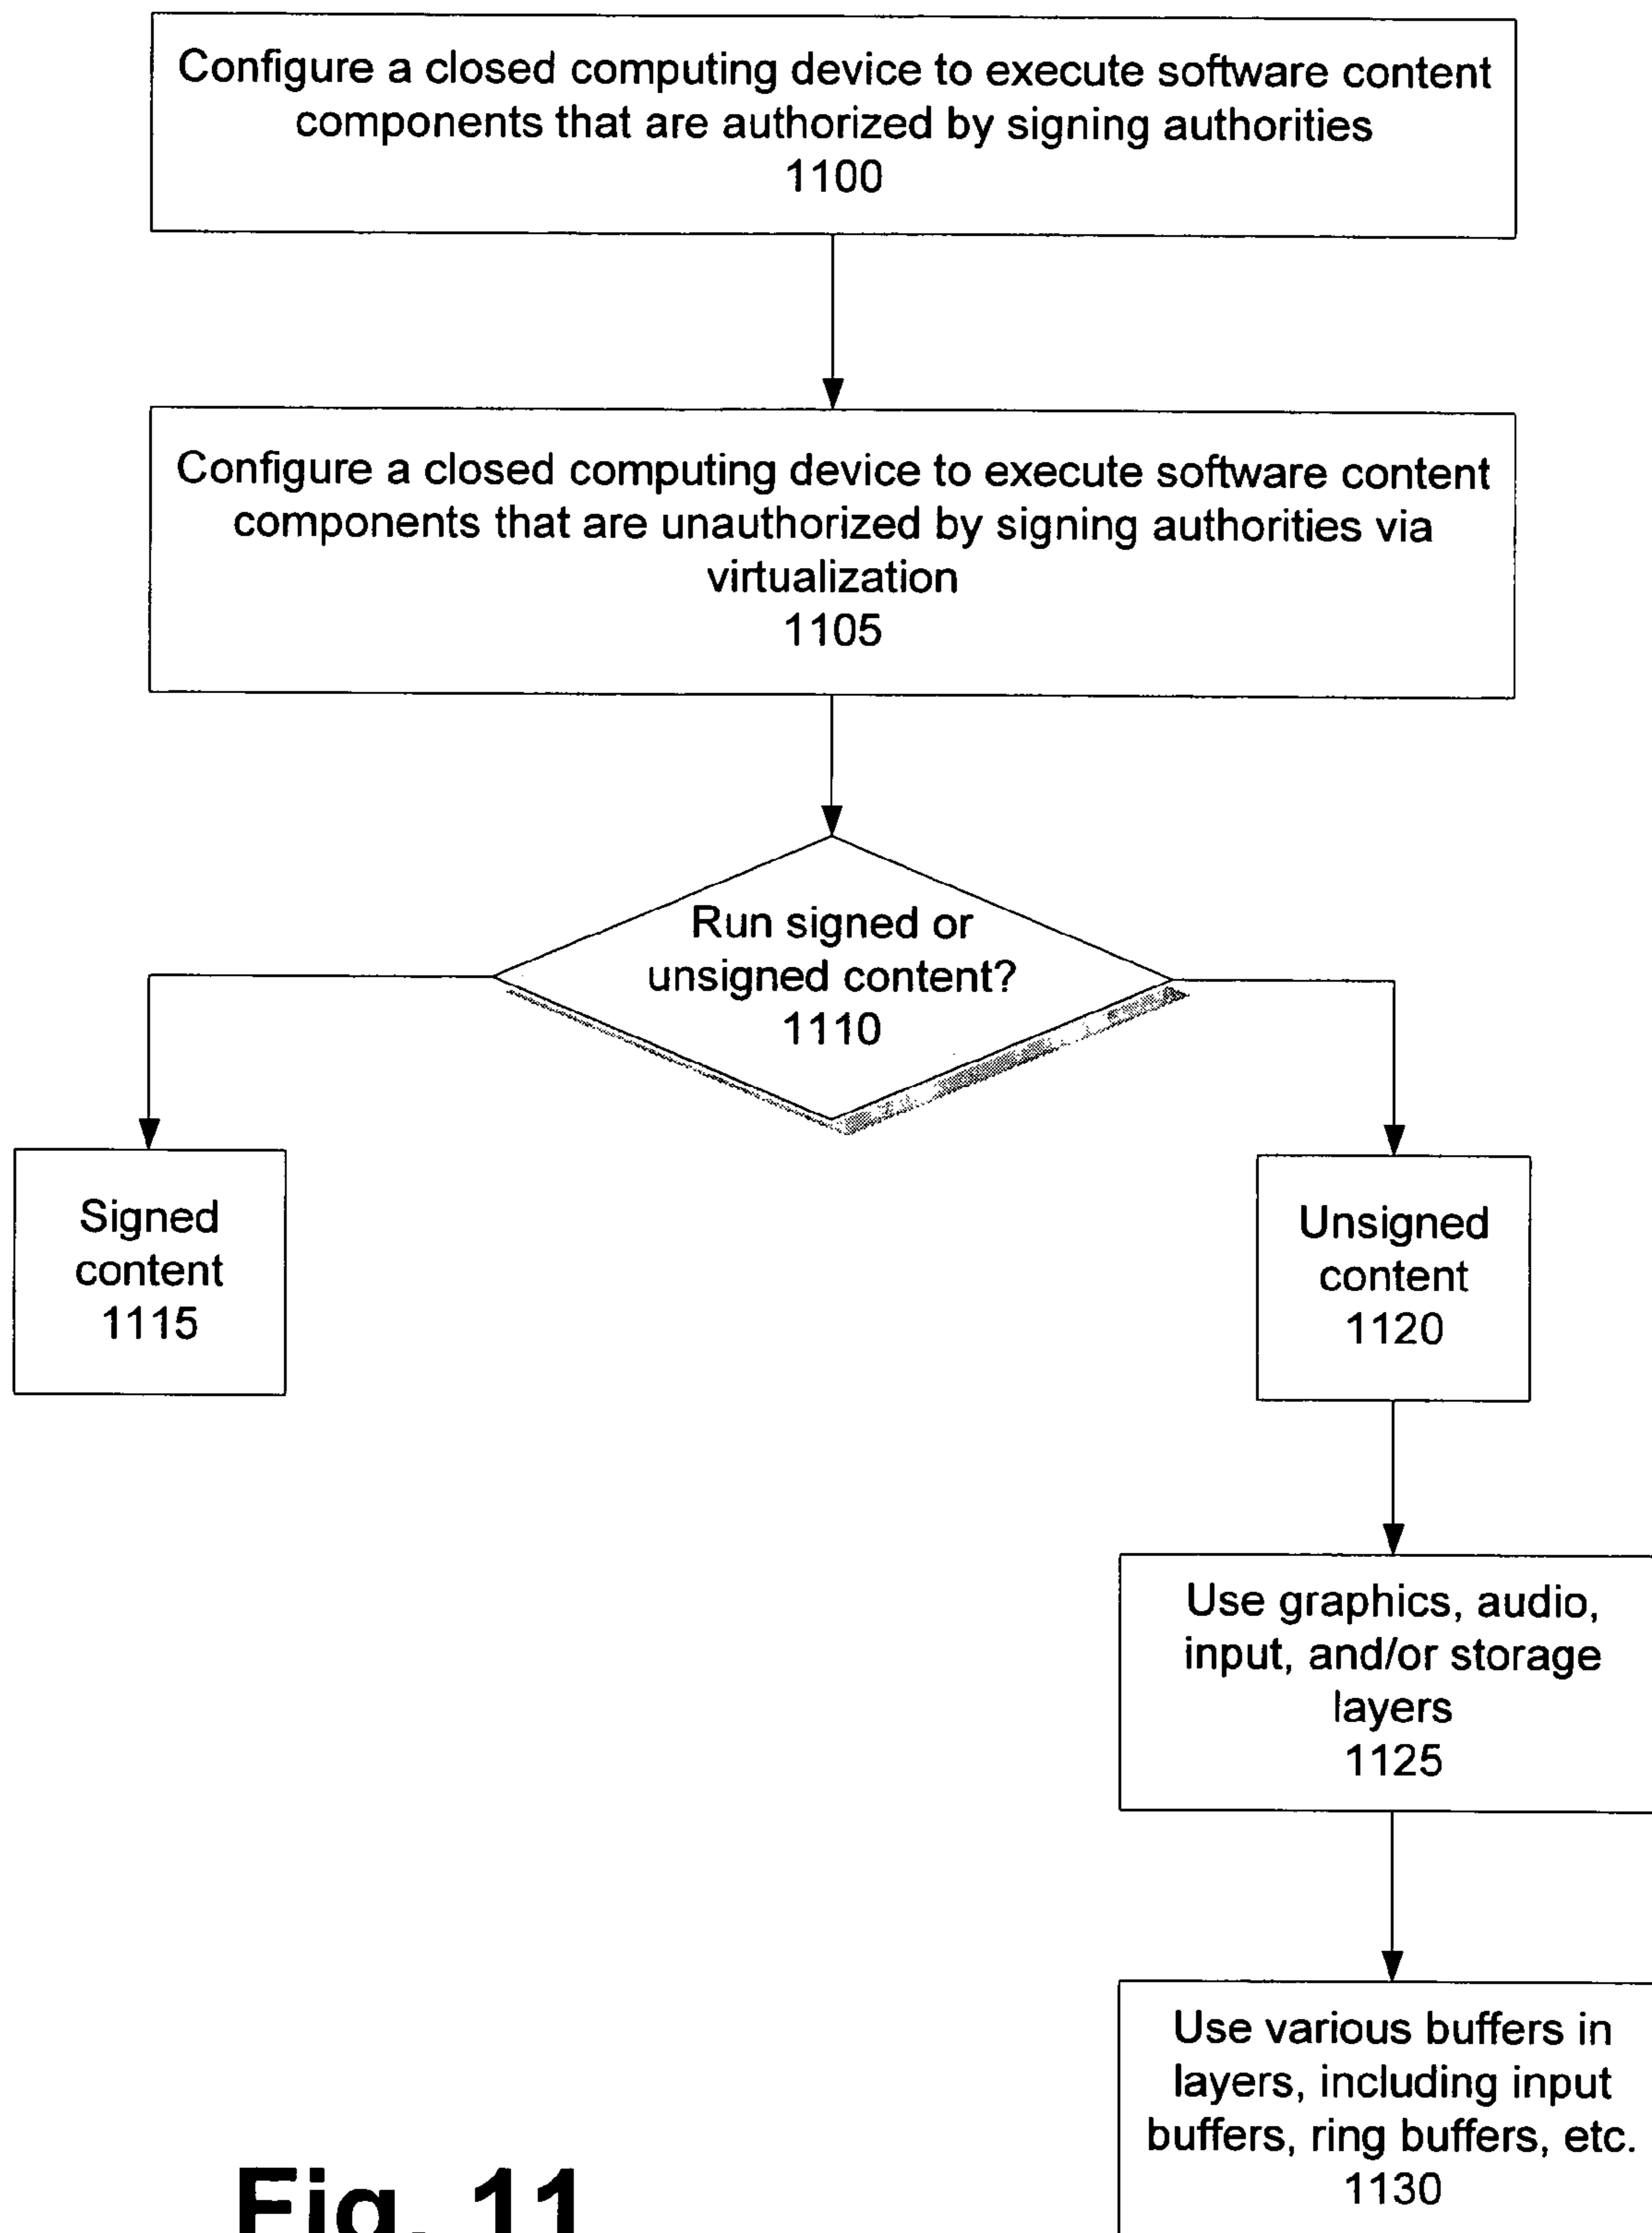 Configure a closed computing device to execute software content
components that are authorized by signing authorities
1100
Configure a closed computing device to execute software content
components that are unauthorized by signing authorities via
virtualization
1105
Run signed or
unsigned content?
1110
Signed
content
1115
Unsigned
content
1120
Use graphics, audio,
input, and/or storage
layers
1125
Use various buffers in
layers, including input
buffers, ring buffers, etc.
1130
Fig. 11